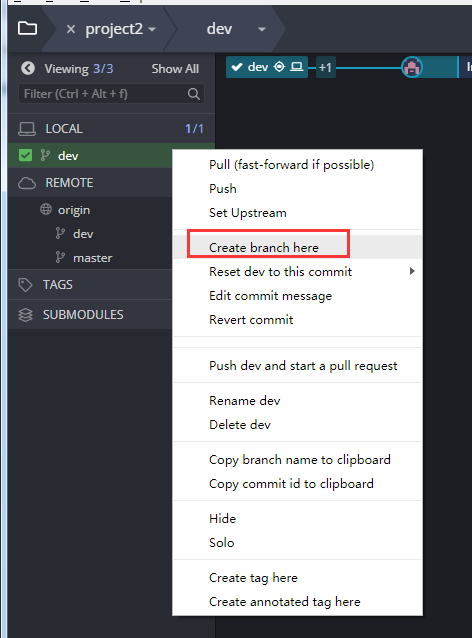 project2
dev
Viewing 3/3 Show All
dev
+1
Filter (Ctrl + Alt + f)
LOCAL 1/1
dev
REMOTE
origin
dev
master
TAGS
SUBMODULES
Pull (fast-forward if possible)
Push
Set Upstream
Create branch here
Reset dev to this commit
Edit commit message
Revert commit
Push dev and start a pull request
Rename dev
Delete dev
Copy branch name to clipboard
Copy commit id to clipboard
Hide
Solo
Create tag here
Create annotated tag here